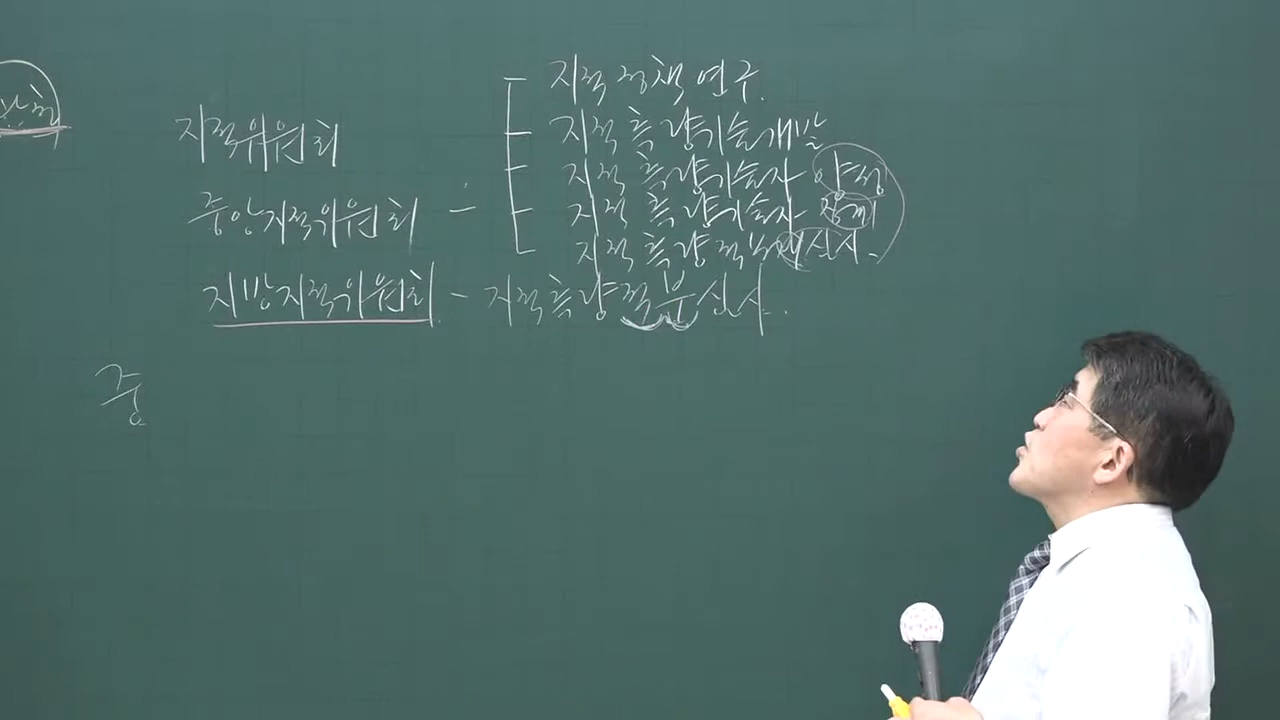 지적위원회
중앙지적위원회 -
지적 정책 연구.
지적 측량기술개발
지적 측량기술자 양성
지적 측량기술자 징계
지적 측량 적부재심사.
지방지적위원회 - 지적측량적부심사.
중